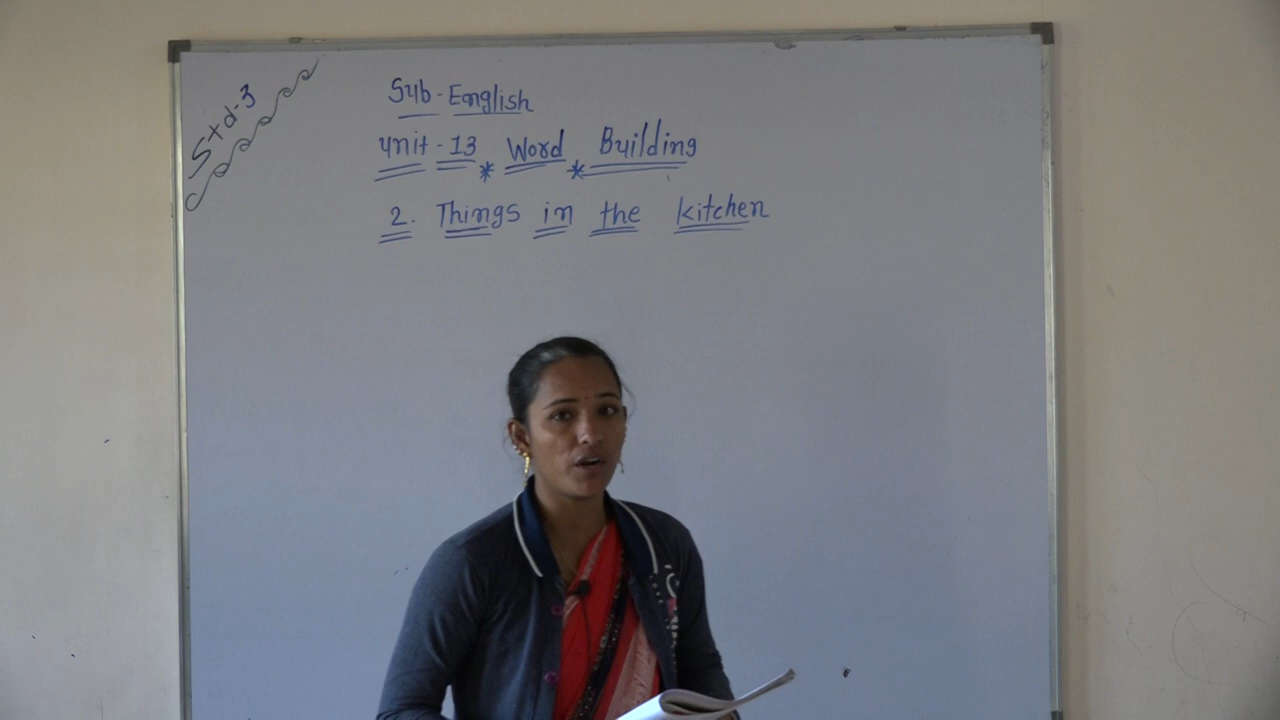 Std-3
Sub-English
Unit-13 * Word * Building
2. Things in the kitchen